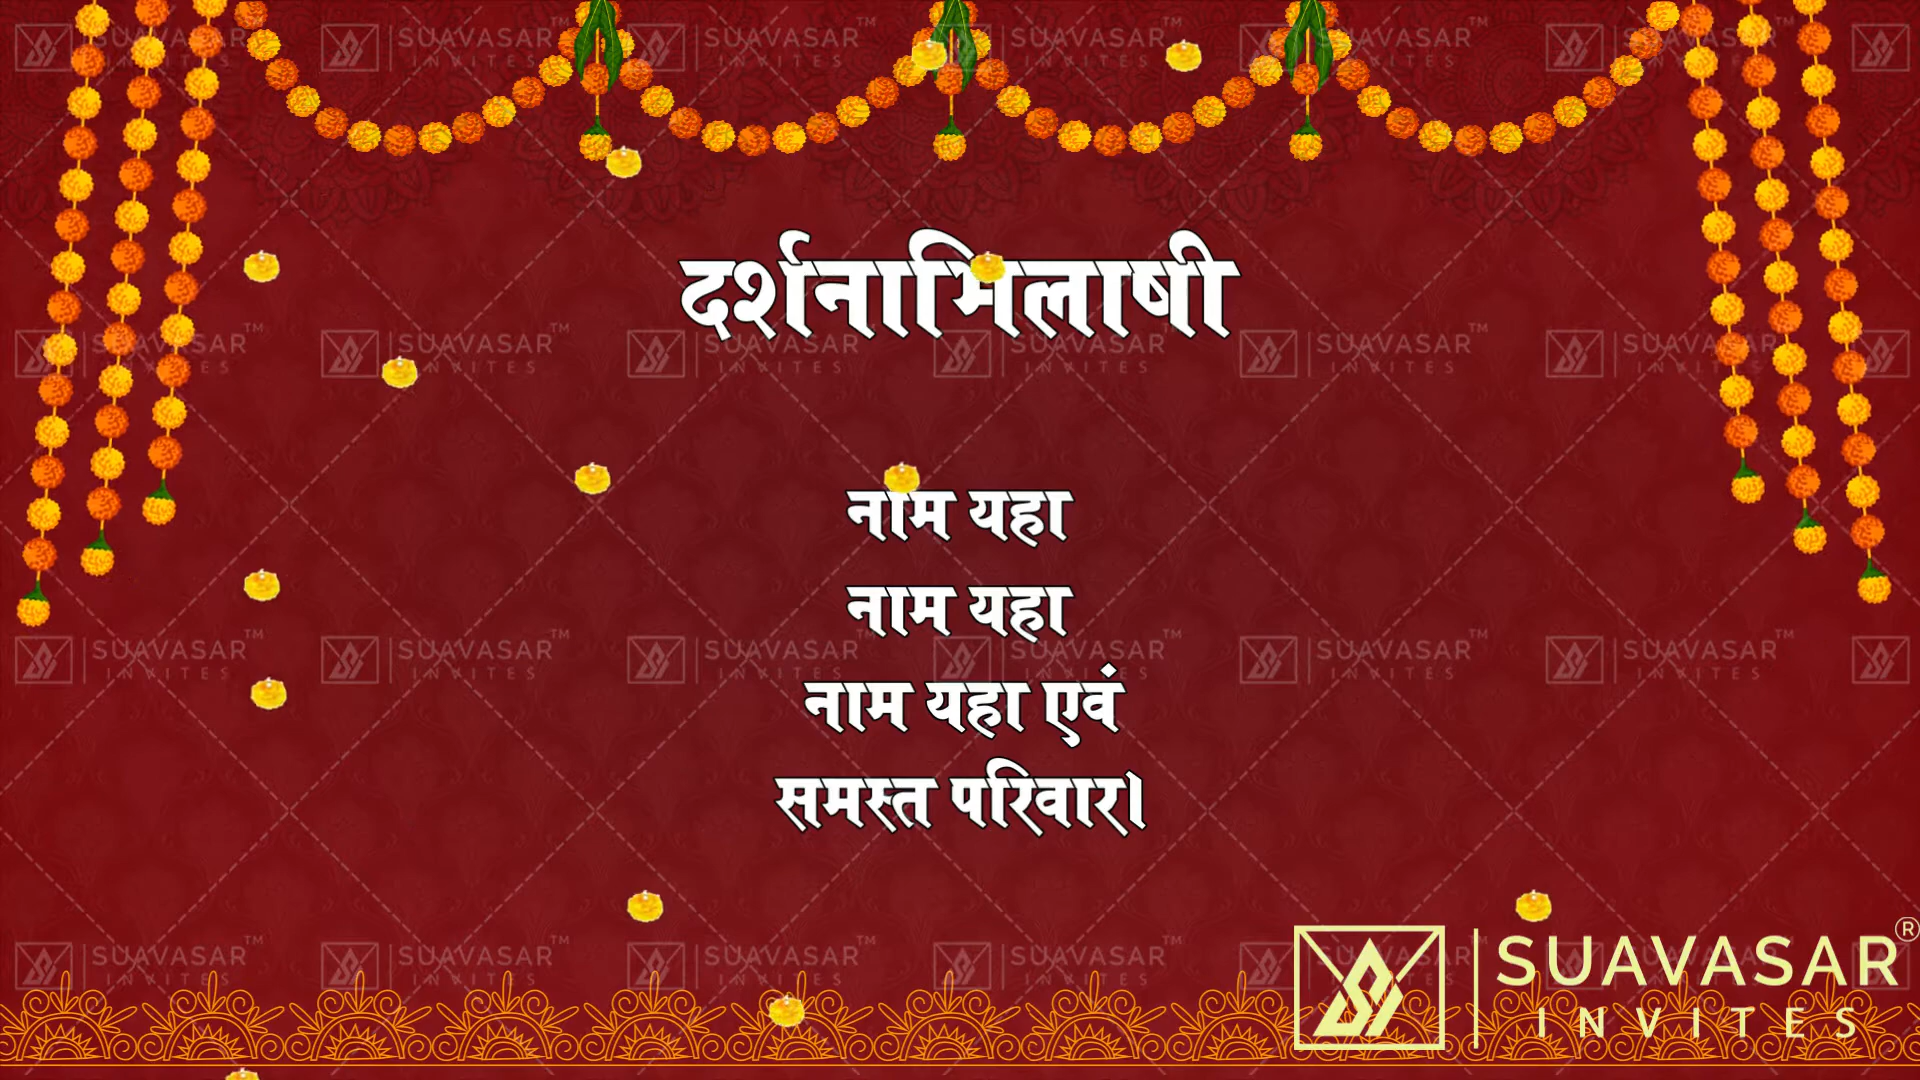 दर्शनाभिलाषी
नाम यहा
नाम यहा
नाम यहा एवं
समस्त परिवार।
SUAVASAR®
INVITES